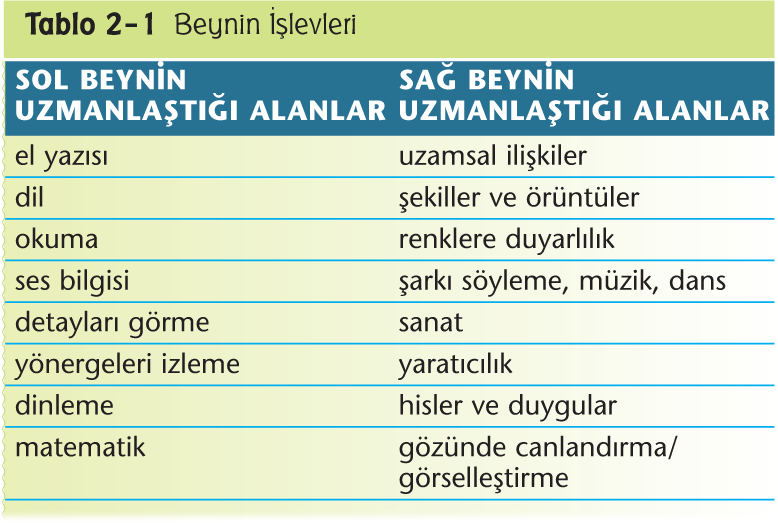 Tablo 2-1 Beynin İşlevleri
SOL BEYNİN UZMANLAŞTIĞI ALANLAR
SAĞ BEYNİN UZMANLAŞTIĞI ALANLAR
el yazısı
uzamsal ilişkiler
dil
şekiller ve örüntüler
okuma
renklere duyarlılık
ses bilgisi
şarkı söyleme, müzik, dans
detayları görme
sanat
yönergeleri izleme
yaratıcılık
dinleme
hisler ve duygular
matematik
gözünde canlandırma/
görselleştirme